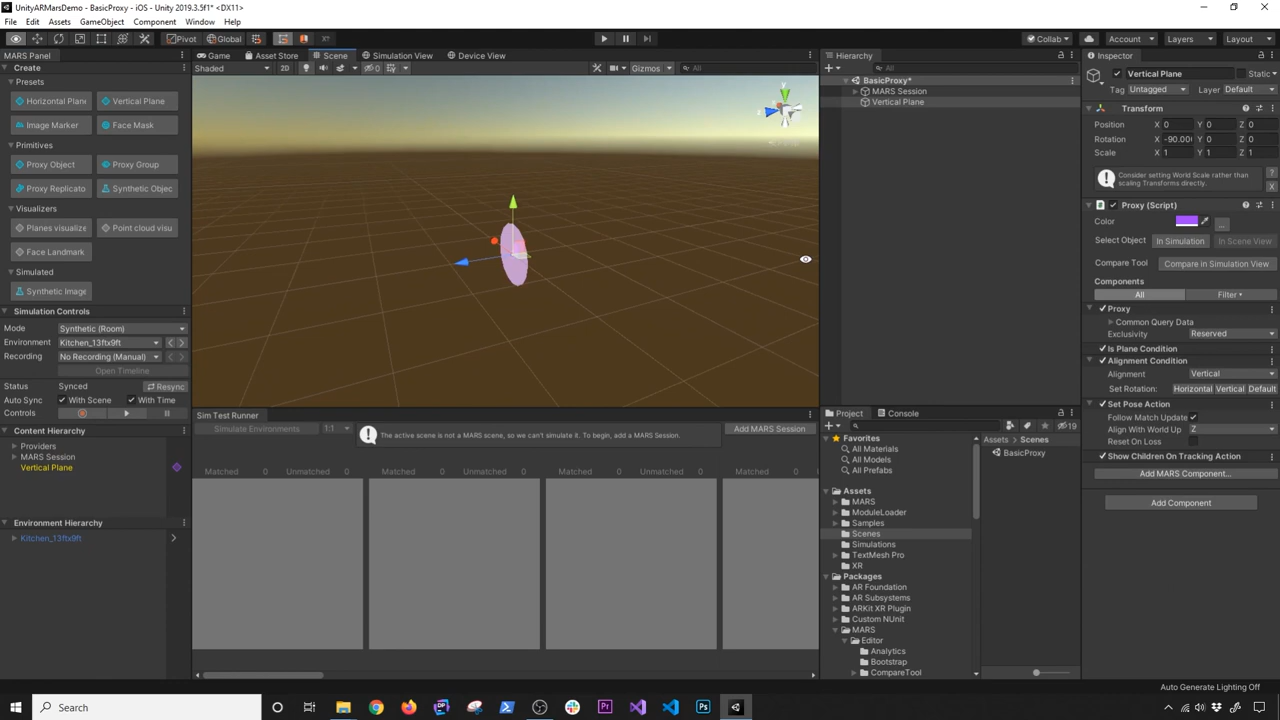 UnityARMarsDemo - BasicProxy - iOS - Unity 2019.3.5f1* <DX11>
File Edit Assets GameObject Component Window Help
Pivot Global Collab Account Layers Layout
MARS Panel
Create
Presets
Horizontal Plane Vertical Plane
Image Marker Face Mask
Primitives
Proxy Object Proxy Group
Proxy Replicato Synthetic Objec
Visualizers
Planes visualize Point cloud visu
Face Landmark
Simulated
Synthetic Image
Simulation Controls
Mode Synthetic (Room)
Environment Kitchen_13ftx9ft
Recording No Recording (Manual)
Open Timeline
Status Synced Resync
Auto Sync With Scene With Time
Controls
Content Hierarchy
Providers
MARS Session
Vertical Plane
Environment Hierarchy
Kitchen_13ftx9ft
Game Asset Store Scene Simulation View Device View
Shaded 2D 0 Gizmos All
y
z
Sim Test Runner
Simulate Environments 1:1 The active scene is not a MARS scene, so we can't simulate it. To begin, add a MARS Session. Add MARS Session
Matched 0 Unmatched 0 Matched 0 Unmatched 0 Matched 0 Unmatched 0 Matched 0
Hierarchy
All
BasicProxy*
MARS Session
Vertical Plane
Project Console
19
Favorites
All Materials
All Models
All Prefabs
Assets
MARS
ModuleLoader
Samples
Scenes
Simulations
TextMesh Pro
XR
Packages
AR Foundation
AR Subsystems
ARKit XR Plugin
Custom NUnit
MARS
Editor
Analytics
Bootstrap
CompareTool
Assets Scenes
BasicProxy
Inspector
Vertical Plane Static
Tag Untagged Layer Default
Transform
Position X 0 Y 0 Z 0
Rotation X -90.000 Y 0 Z 0
Scale X 1 Y 1 Z 1
Consider setting World Scale rather than
scaling Transforms directly.
? X
Proxy (Script)
Color ...
Select Object In Simulation In Scene View
Compare Tool Compare in Simulation View
Components
All Filter
Proxy
Common Query Data
Exclusivity Reserved
Is Plane Condition
Alignment Condition
Alignment Vertical
Set Rotation: Horizontal Vertical Default
Set Pose Action
Follow Match Update
Align With World Up Z
Reset On Loss
Show Children On Tracking Action
Add MARS Component...
Add Component
Auto Generate Lighting Off
Search